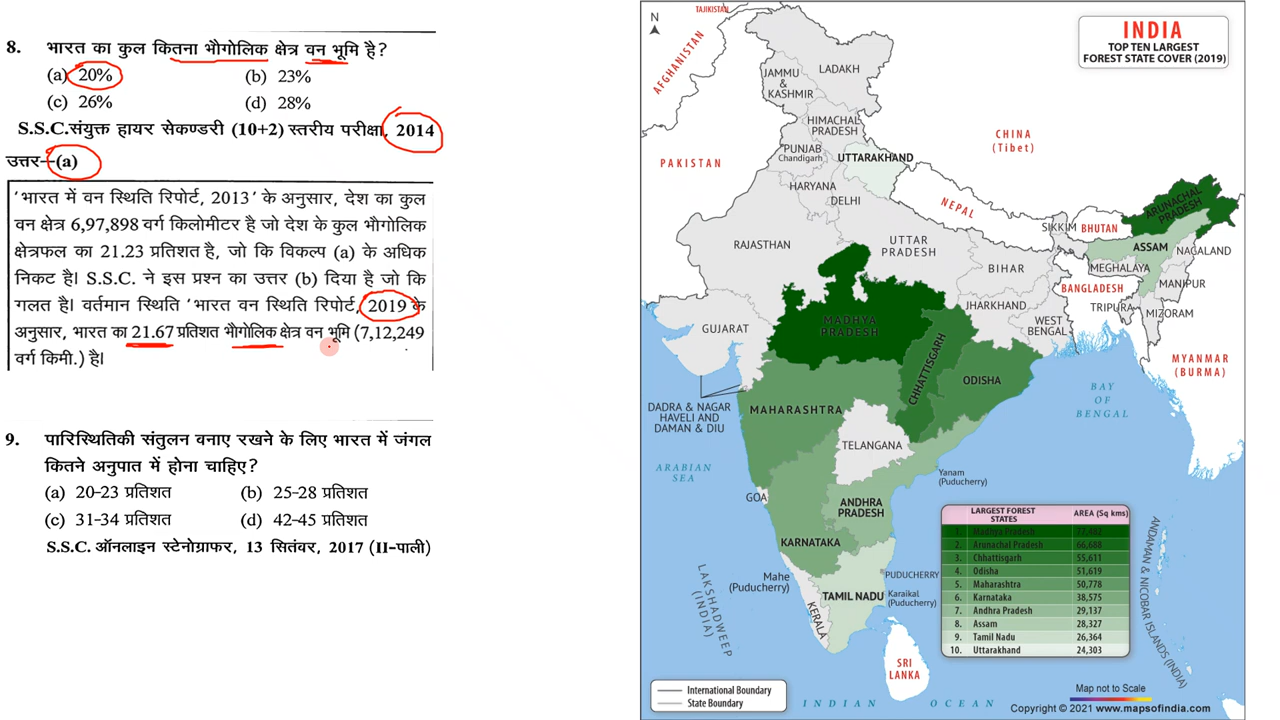 8. भारत का कुल कितना भौगोलिक क्षेत्र वन भूमि है?
(a) 20% (b) 23%
(c) 26% (d) 28%
S.S.C.संयुक्त हायर सेकण्डरी (10+2) स्तरीय परीक्षा, 2014
उत्तर–(a)
'भारत में वन स्थिति रिपोर्ट, 2013' के अनुसार, देश का कुल
वन क्षेत्र 6,97,898 वर्ग किलोमीटर है जो देश के कुल भौगोलिक
क्षेत्रफल का 21.23 प्रतिशत है, जो कि विकल्प (a) के अधिक
निकट है। S.S.C. ने इस प्रश्न का उत्तर (b) दिया है जो कि
गलत है। वर्तमान स्थिति 'भारत वन स्थिति रिपोर्ट, 2019 के
अनुसार, भारत का 21.67 प्रतिशत भौगोलिक क्षेत्र वन भूमि (7,12,249
वर्ग किमी.) है।
9. पारिस्थितिकी संतुलन बनाए रखने के लिए भारत में जंगल
कितने अनुपात में होना चाहिए?
(a) 20-23 प्रतिशत (b) 25-28 प्रतिशत
(c) 31-34 प्रतिशत (d) 42-45 प्रतिशत
S.S.C. ऑनलाइन स्टेनोग्राफर, 13 सितंबर, 2017 (II-पाली)
N
TAJIKISTAN
AFGHANISTAN
INDIA
TOP TEN LARGEST
FOREST STATE COVER (2019)
LADAKH
JAMMU
&
KASHMIR
HIMACHAL
PRADESH
CHINA
(Tibet)
PUNJAB
Chandigarh
PAKISTAN
UTTARAKHAND
HARYANA
DELHI
NEPAL
ARUNACHAL
PRADESH
SIKKIM
BHUTAN
RAJASTHAN
UTTAR
PRADESH
ASSAM
NAGALAND
BIHAR
MEGHALAYA
MANIPUR
BANGLADESH
JHARKHAND
TRIPURA
MIZORAM
GUJARAT
MADHYA
PRADESH
WEST
BENGAL
MYANMAR
(BURMA)
CHHATTISGARH
ODISHA
BAY
OF
BENGAL
DADRA & NAGAR
HAVELI AND
DAMAN & DIU
MAHARASHTRA
TELANGANA
ARABIAN
SEA
Yanam
(Puducherry)
GOA
ANDHRA
PRADESH
KARNATAKA
LARGEST FOREST
STATES AREA (Sq kms)
1. Madhya Pradesh 77,482
2. Arunachal Pradesh 66,688
3. Chhattisgarh 55,611
4. Odisha 51,619
5. Maharashtra 50,778
6. Karnataka 38,575
7. Andhra Pradesh 29,137
8. Assam 28,327
9. Tamil Nadu 26,364
10. Uttarakhand 24,303
Mahe
(Puducherry)
PUDUCHERRY
TAMIL NADU
Karaikal
(Puducherry)
KERALA
LAKSHADWEEP
(INDIA)
ANDAMAN & NICOBAR ISLANDS (INDIA)
SRI
LANKA
International Boundary
State Boundary
INDIAN OCEAN
Map not to Scale
Copyright © 2021 www.mapsofindia.com